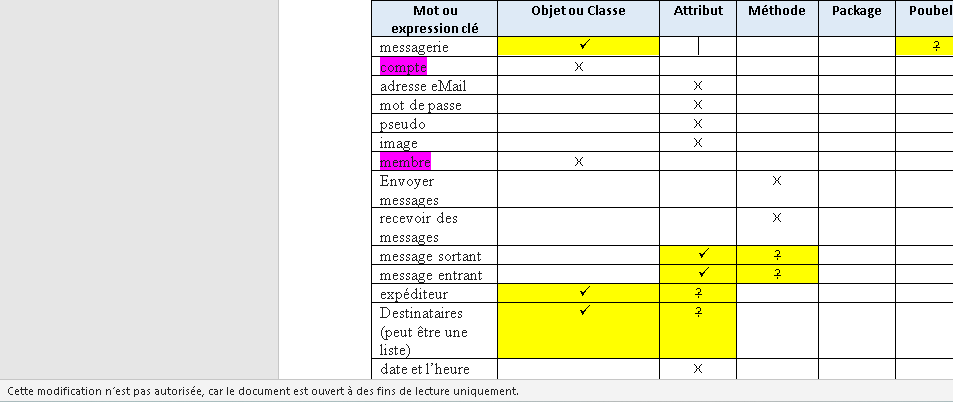 Mot ou expression clé Objet ou Classe Attribut Méthode Package Poubel
messagerie ✓ ?
compte X
adresse eMail X
mot de passe X
pseudo X
image X
membre X
Envoyer
messages X
recevoir des
messages X
message sortant ✓ ?
message entrant ✓ ?
expéditeur ✓ ?
Destinataires ✓ ?
(peut être une
liste)
date et l'heure X
Cette modification n'est pas autorisée, car le document est ouvert à des fins de lecture uniquement.